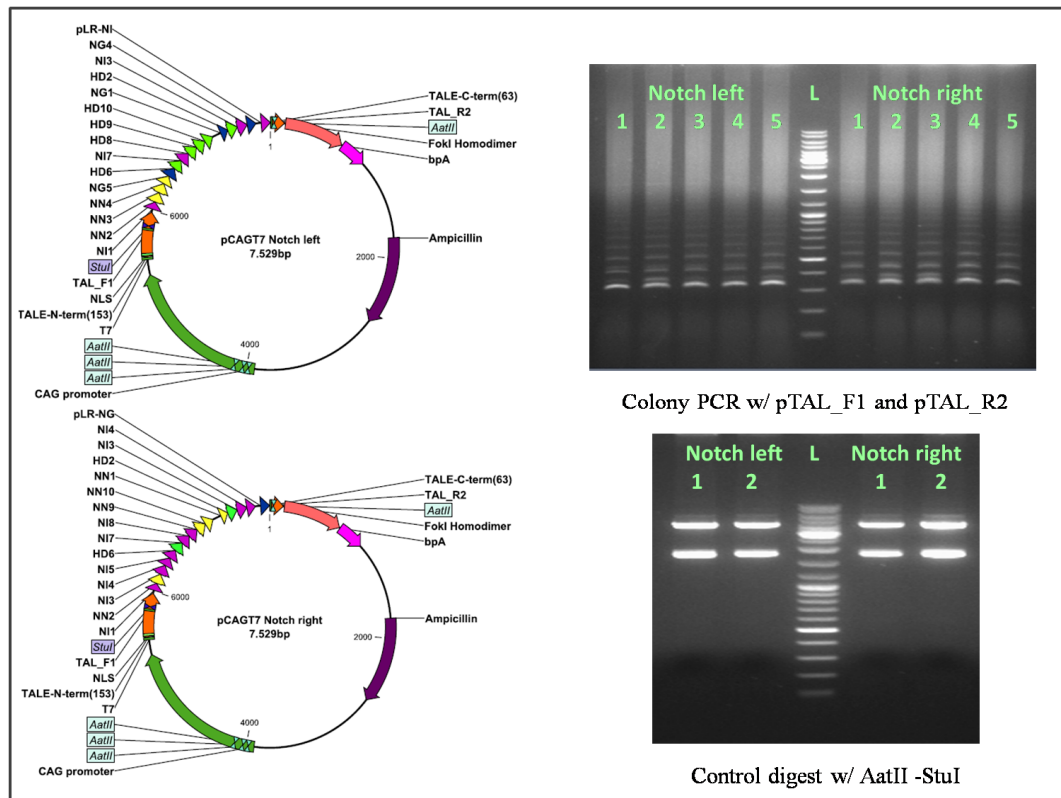 pLR-NI
NG4
NI3
HD2
NG1
HD10
HD9
HD8
NI7
HD6
NG5
NN4
NN3
NN2
NI1
StuI
TAL_F1
NLS
TALE-N-term(153)
T7
AatII
AatII
AatII
CAG promoter
TALE-C-term(63)
TAL_R2
AatII
FokI Homodimer
bpA
Ampicillin
1
2000
4000
6000
pCAGT7 Notch left
7.529bp
pLR-NG
NI4
NI3
HD2
NN1
NN10
NN9
NI8
NI7
HD6
NI5
NI4
NI3
NN2
NI1
StuI
TAL_F1
NLS
TALE-N-term(153)
T7
AatII
AatII
AatII
CAG promoter
TALE-C-term(63)
TAL_R2
AatII
FokI Homodimer
bpA
Ampicillin
1
2000
4000
6000
pCAGT7 Notch right
7.529bp
Notch left L Notch right
1 2 3 4 5 1 2 3 4 5
Colony PCR w/ pTAL_F1 and pTAL_R2
Notch left L Notch right
1 2 1 2
Control digest w/ AatII -StuI